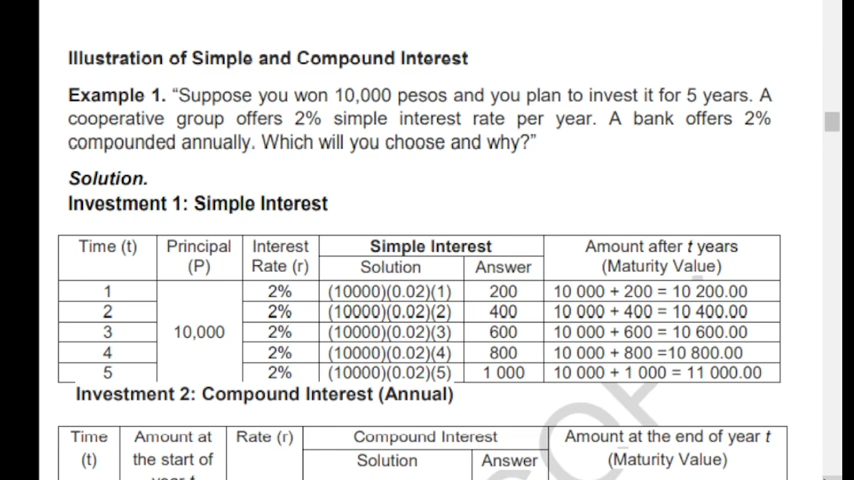 Illustration of Simple and Compound Interest
Example 1. “Suppose you won 10,000 pesos and you plan to invest it for 5 years. A
cooperative group offers 2% simple interest rate per year. A bank offers 2%
compounded annually. Which will you choose and why?”
Solution.
Investment 1: Simple Interest
Time (t) Principal (P) Interest Rate (r) Simple Interest Amount after t years (Maturity Value)
Solution Answer
1 2% (10000)(0.02)(1) 200 10 000 + 200 = 10 200.00
2 2% (10000)(0.02)(2) 400 10 000 + 400 = 10 400.00
3 10,000 2% (10000)(0.02)(3) 600 10 000 + 600 = 10 600.00
4 2% (10000)(0.02)(4) 800 10 000 + 800 =10 800.00
5 2% (10000)(0.02)(5) 1 000 10 000 + 1 000 = 11 000.00
Investment 2: Compound Interest (Annual)
Time Amount at Rate (r) Compound Interest Amount at the end of year t
(t) the start of Solution Answer (Maturity Value)